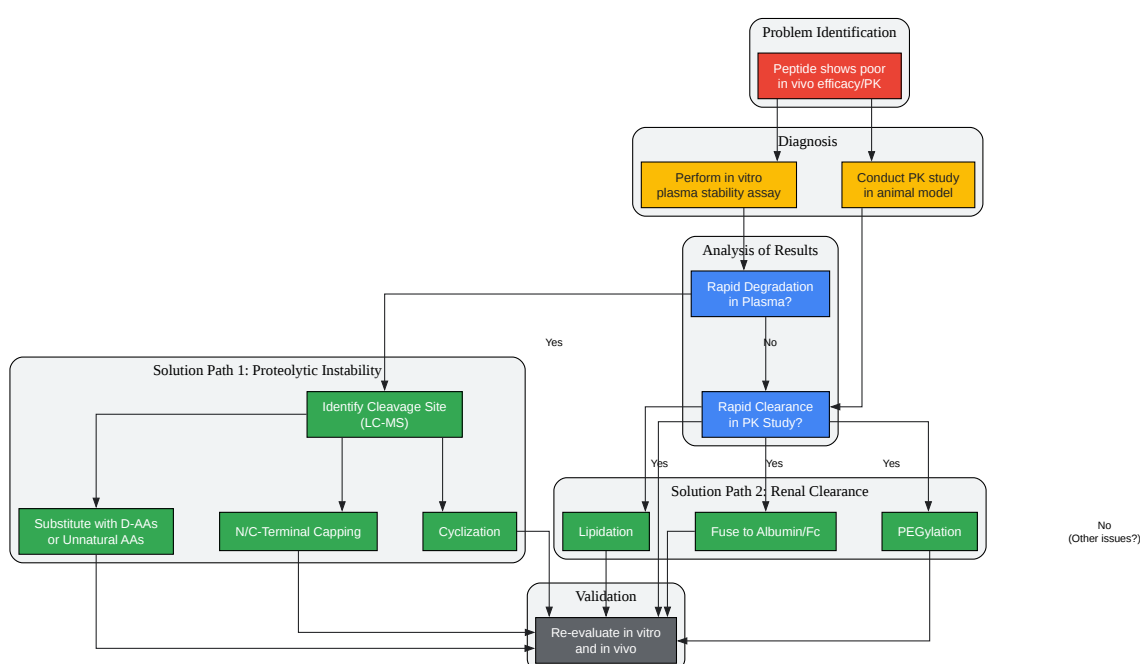 Problem Identification
Peptide shows poor
in vivo efficacy/PK
Diagnosis
Perform in vitro
plasma stability assay
Conduct PK study
in animal model
Analysis of Results
Rapid Degradation
in Plasma?
Yes
No
Solution Path 1: Proteolytic Instability
Identify Cleavage Site
(LC-MS)
Rapid Clearance
in PK Study?
Yes
Yes
Yes
Solution Path 2: Renal Clearance
Substitute with D-AAs
or Unnatural AAs
N/C-Terminal Capping
Cyclization
Lipidation
Fuse to Albumin/Fc
PEGylation
No
(Other issues?)
Validation
Re-evaluate in vitro
and in vivo